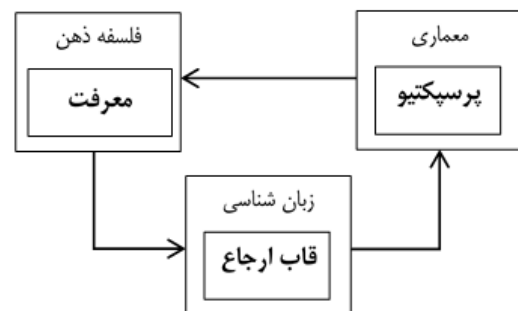 معماری
پرسپکتیو
فلسفه ذهن
معرفت
زبان شناسی
قاب ارجاع